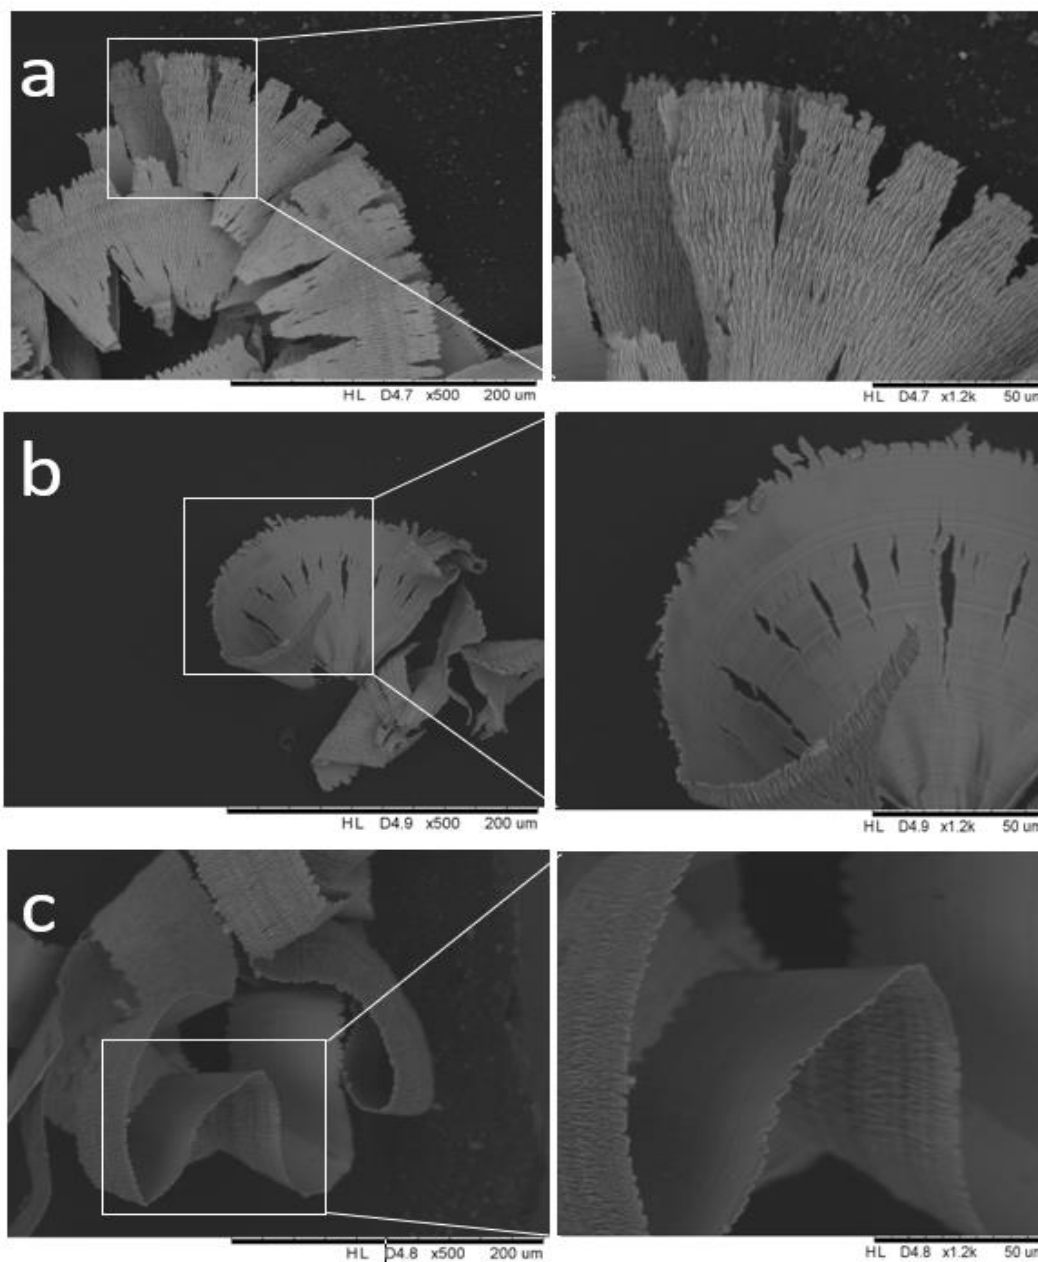 a
HL D4.7 x500 200 um
HL D4.7 x1.2k 50 um
b
HL D4.9 x500 200 um
HL D4.9 x1.2k 50 um
c
HL D4.8 x500 200 um
HL D4.8 x1.2k 50 um